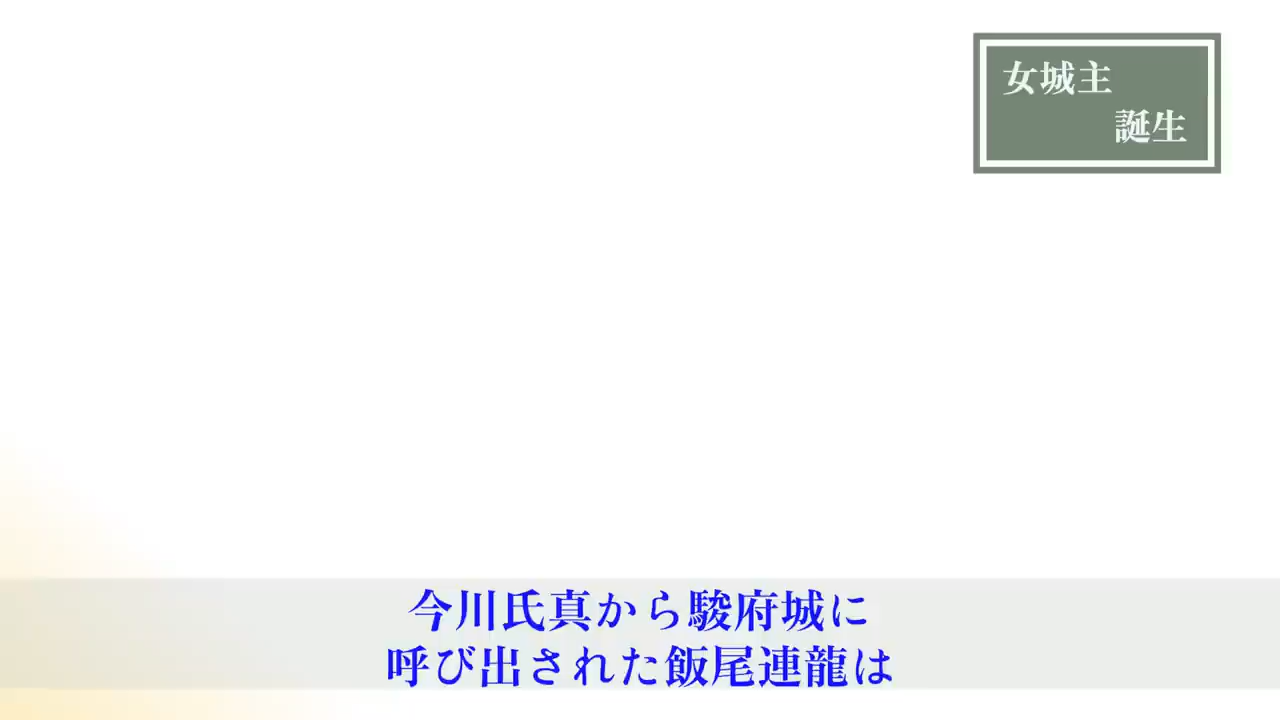 女城主
誕生
今川氏真から駿府城に
呼び出された飯尾連龍は